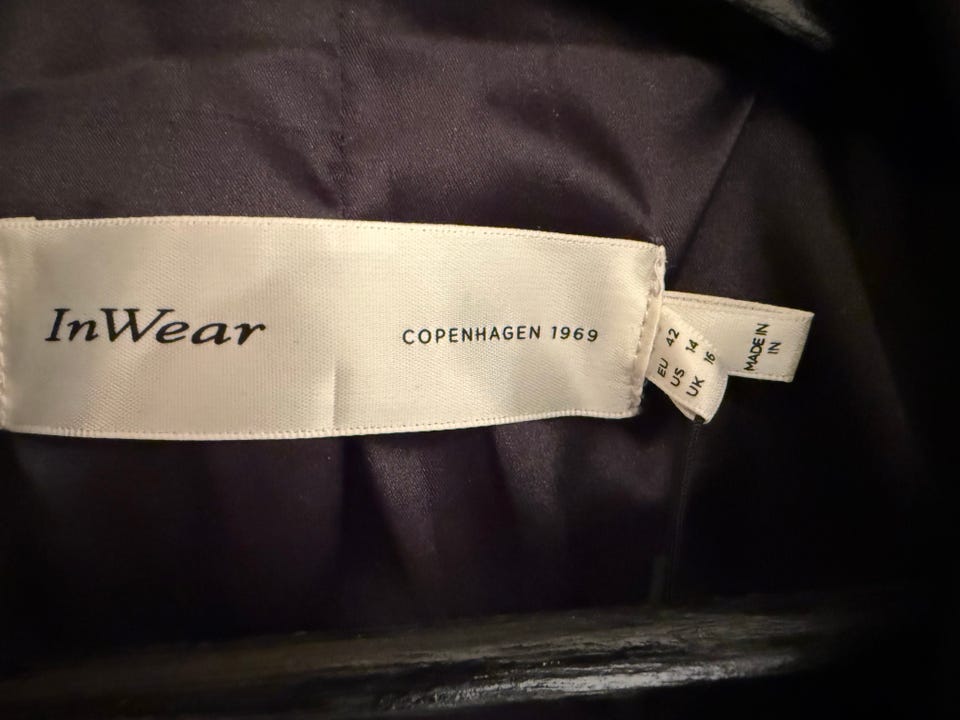 InWear
COPENHAGEN 1969
EU 42
US 14
UK 16
MADE IN
IN